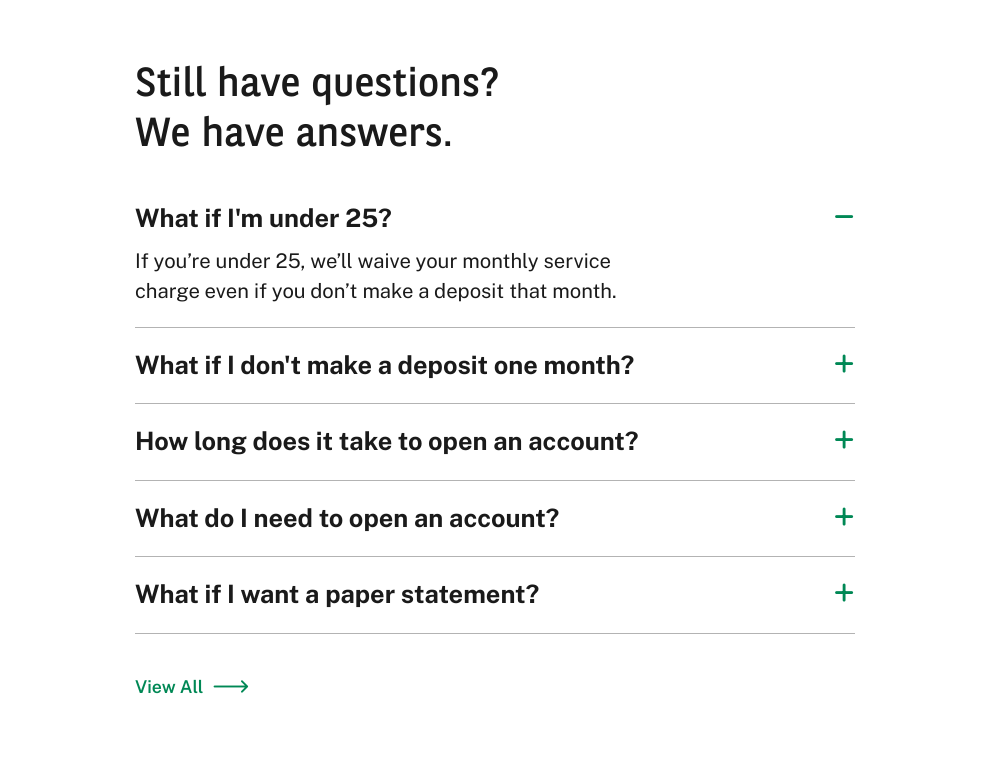 Still have questions?
We have answers.
What if I'm under 25?
If you’re under 25, we’ll waive your monthly service
charge even if you don’t make a deposit that month.
What if I don't make a deposit one month?
How long does it take to open an account?
What do I need to open an account?
What if I want a paper statement?
View All